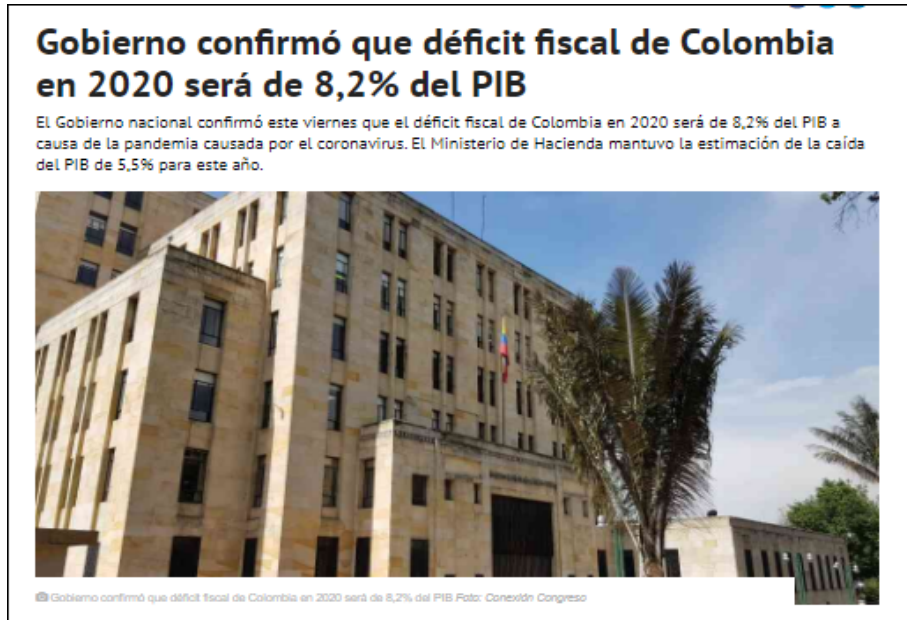 Gobierno confirmó que déficit fiscal de Colombia
en 2020 será de 8,2% del PIB
El Gobierno nacional confirmó este viernes que el déficit fiscal de Colombia en 2020 será de 8,2% del PIB a
causa de la pandemia causada por el coronavirus. El Ministerio de Hacienda mantuvo la estimación de la caída
del PIB de 5,5% para este año.
Gobierno confirmó que déficit fiscal de Colombia en 2020 será de 8,2% del PIB Foto: Conexión Congreso